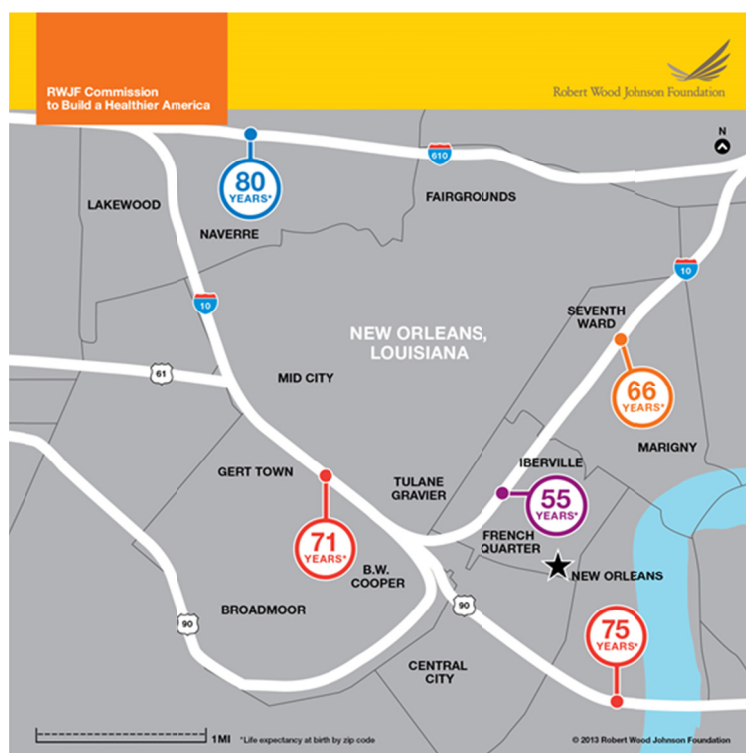 RWJF Commission
to Build a Healthier America
Robert Wood Johnson Foundation
N
610
80
YEARS*
FAIRGROUNDS
LAKEWOOD
NAVERRE
10
10
SEVENTH
WARD
NEW ORLEANS,
LOUISIANA
61
MID CITY
66
YEARS*
MARIGNY
IBERVILLE
GERT TOWN
TULANE
GRAVIER
55
YEARS*
71
YEARS*
FRENCH
QUARTER
B.W.
COOPER
NEW ORLEANS
BROADMOOR
90
90
75
YEARS*
CENTRAL
CITY
1MI
*Life expectancy at birth by zip code
© 2013 Robert Wood Johnson Foundation